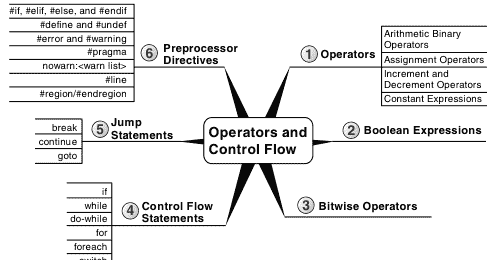 Operators and
Control Flow
1 Operators
Arithmetic Binary
Operators
Assignment Operators
Increment and
Decrement Operators
Constant Expressions
2 Boolean Expressions
3 Bitwise Operators
4 Control Flow
Statements
if
while
do-while
for
foreach
switch
5 Jump
Statements
break
continue
goto
6 Preprocessor
Directives
#if, #elif, #else, and #endif
#define and #undef
#error and #warning
#pragma
nowarn:<warn list>
#line
#region/#endregion